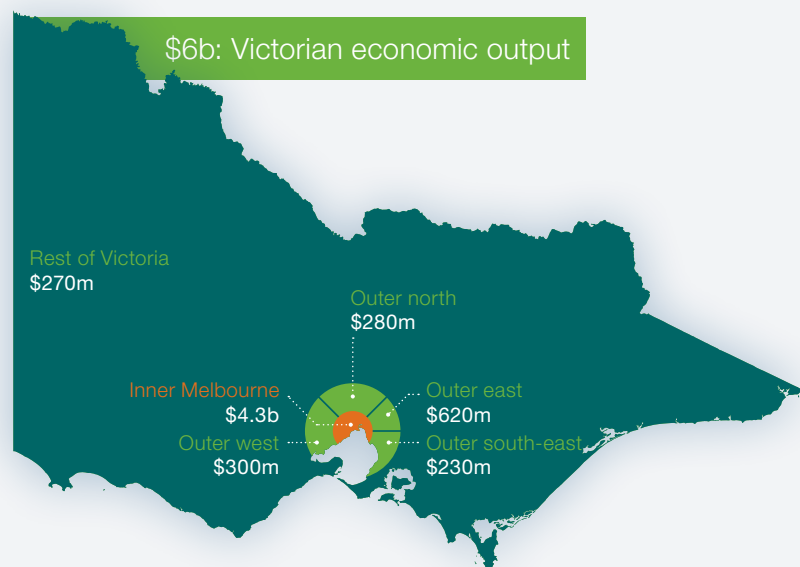 $6b: Victorian economic output
Rest of Victoria
$270m
Outer north
$280m
Inner Melbourne
$4.3b
Outer east
$620m
Outer west
$300m
Outer south-east
$230m